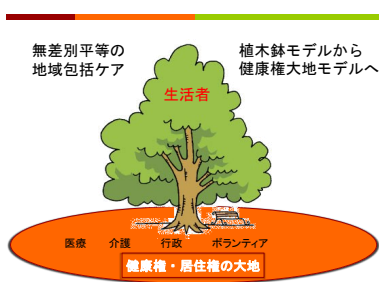 無差別平等の
地域包括ケア
植木鉢モデルから
健康権大地モデルへ
生活者
医療 介護 行政 ボランティア
健康権・居住権の大地